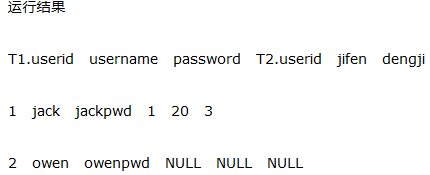 运行结果
T1.userid username password T2.userid jifen dengji
1 jack jackpwd 1 20 3
2 owen owenpwd NULL NULL NULL